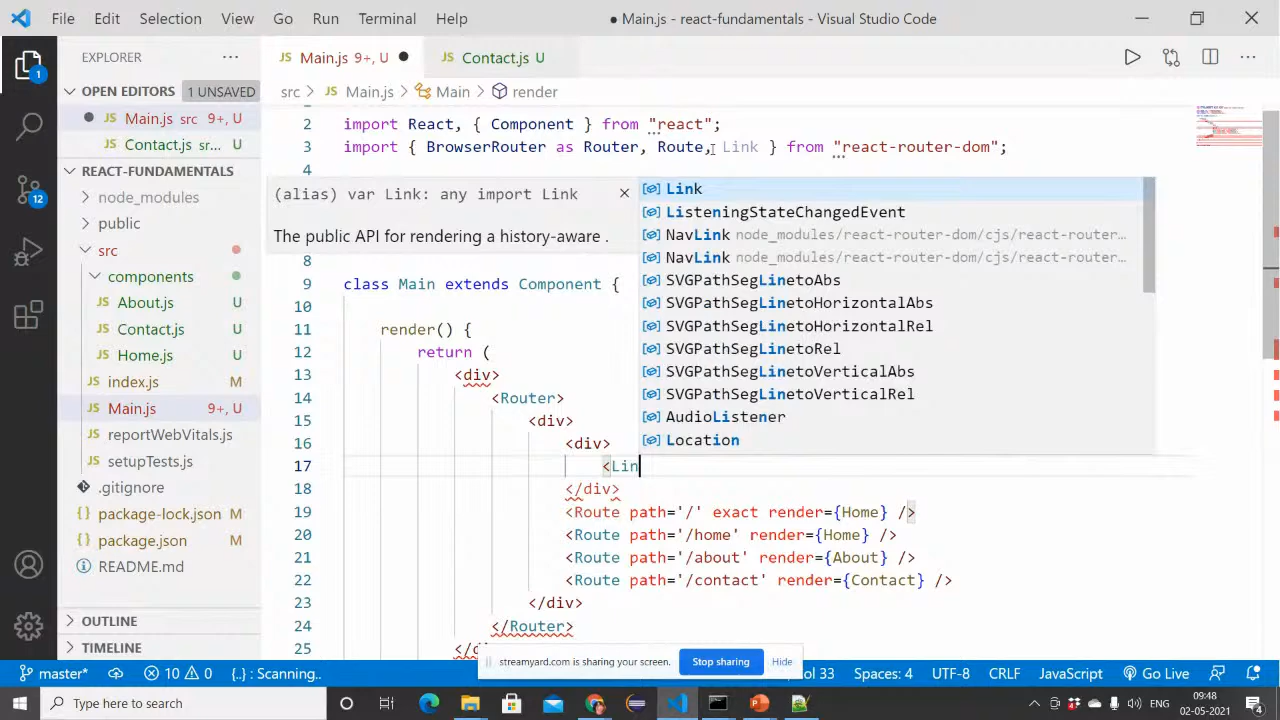 File Edit Selection View Go Run Terminal Help
● Main.js - react-fundamentals - Visual Studio Code
EXPLORER
OPEN EDITORS 1 UNSAVED
● JS Main.js src 9+, U
JS Contact.js sr... U
REACT-FUNDAMENTALS
node_modules
public
src
components
JS About.js U
JS Contact.js U
JS Home.js U
JS index.js M
JS Main.js 9+, U
JS reportWebVitals.js
JS setupTests.js
.gitignore
{} package-lock.json M
{} package.json M
README.md
OUTLINE
TIMELINE
1
12
JS Main.js 9+, U ●
JS Contact.js U
src > JS Main.js > Main > render
2 import React, { Component } from "react";
3 import { BrowserRouter as Router, Route, Link } from "react-router-dom";
4
(alias) var Link: any import Link
The public API for rendering a history-aware .
Link
ListeningStateChangedEvent
NavLink node_modules/react-router-dom/cjs/react-router...
NavLink node_modules/react-router-dom/cjs/react-router...
SVGPathSegLinetoAbs
SVGPathSegLinetoHorizontalAbs
SVGPathSegLinetoHorizontalRel
SVGPathSegLinetoRel
SVGPathSegLinetoVerticalAbs
SVGPathSegLinetoVerticalRel
AudioListener
Location
8
9 class Main extends Component {
10
11 render() {
12 return (
13 <div>
14 <Router>
15 <div>
16 <div>
17 <Lin
18 </div>
19 <Route path='/' exact render={Home} />
20 <Route path='/home' render={Home} />
21 <Route path='/about' render={About} />
22 <Route path='/contact' render={Contact} />
23 </div>
24 </Router>
25 </d
streamyard.com is sharing your screen. Stop sharing Hide
master* 10 0 {..} : Scanning.. ol 33 Spaces: 4 UTF-8 CRLF JavaScript Go Live
Type here to search
ENG
09:48
02-05-2021
4